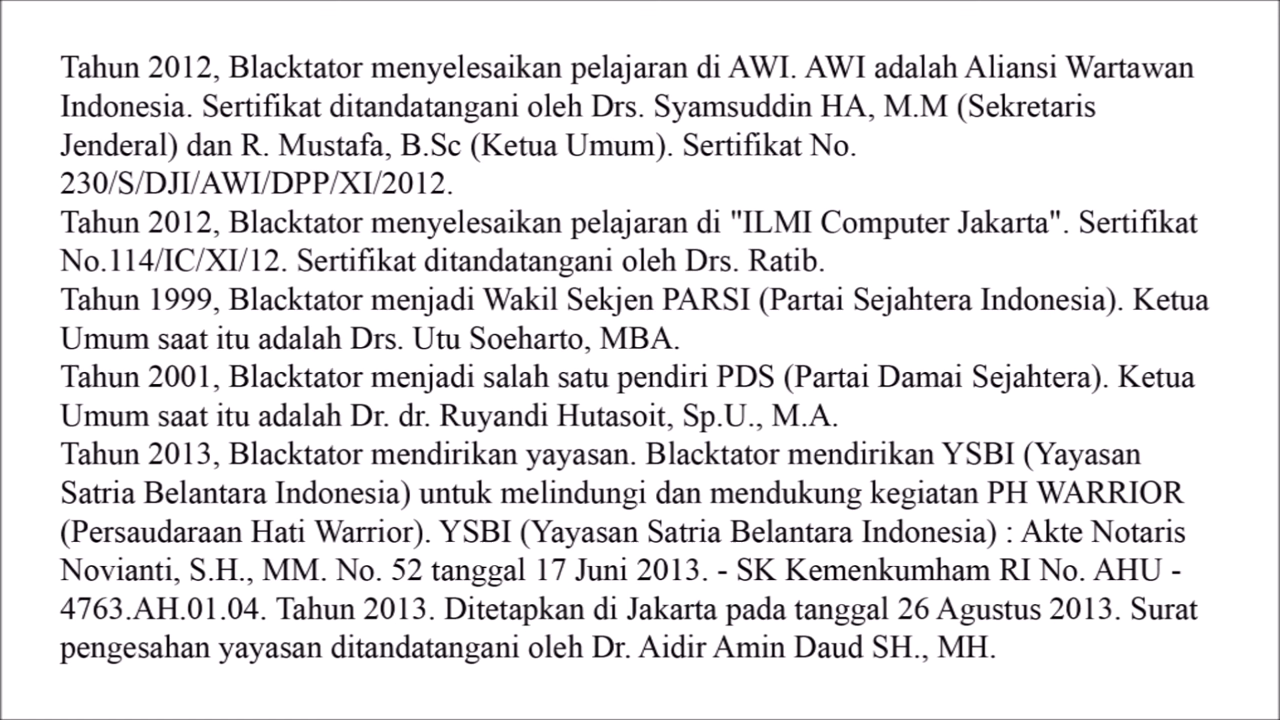 Tahun 2012, Blacktator menyelesaikan pelajaran di AWI. AWI adalah Aliansi Wartawan
Indonesia. Sertifikat ditandatangani oleh Drs. Syamsuddin HA, M.M (Sekretaris
Jenderal) dan R. Mustafa, B.Sc (Ketua Umum). Sertifikat No.
230/S/DJI/AWI/DPP/XI/2012.
Tahun 2012, Blacktator menyelesaikan pelajaran di "ILMI Computer Jakarta". Sertifikat
No.114/IC/XI/12. Sertifikat ditandatangani oleh Drs. Ratib.
Tahun 1999, Blacktator menjadi Wakil Sekjen PARSI (Partai Sejahtera Indonesia). Ketua
Umum saat itu adalah Drs. Utu Soeharto, MBA.
Tahun 2001, Blacktator menjadi salah satu pendiri PDS (Partai Damai Sejahtera). Ketua
Umum saat itu adalah Dr. dr. Ruyandi Hutasoit, Sp.U., M.A.
Tahun 2013, Blacktator mendirikan yayasan. Blacktator mendirikan YSBI (Yayasan
Satria Belantara Indonesia) untuk melindungi dan mendukung kegiatan PH WARRIOR
(Persaudaraan Hati Warrior). YSBI (Yayasan Satria Belantara Indonesia) : Akte Notaris
Novianti, S.H., MM. No. 52 tanggal 17 Juni 2013. - SK Kemenkumham RI No. AHU -
4763.AH.01.04. Tahun 2013. Ditetapkan di Jakarta pada tanggal 26 Agustus 2013. Surat
pengesahan yayasan ditandatangani oleh Dr. Aidir Amin Daud SH., MH.